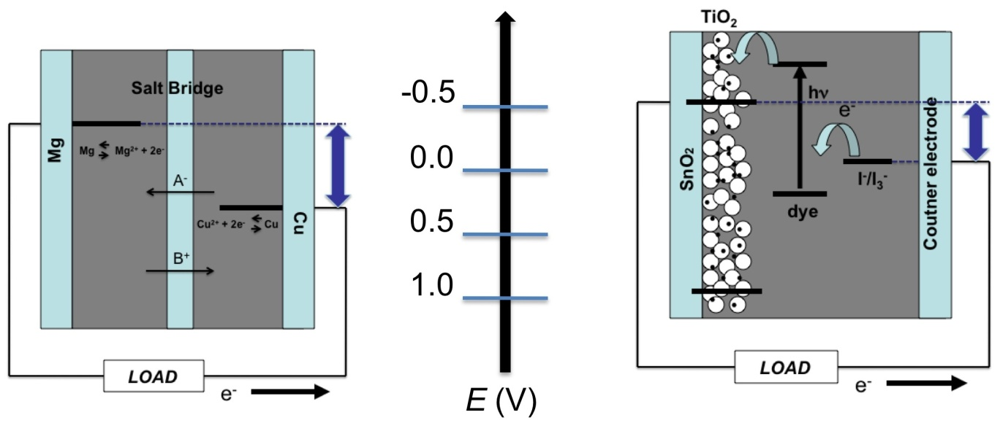 Salt Bridge
Mg
Mg ⇌ Mg²⁺ + 2e⁻
A⁻
Cu²⁺ + 2e⁻ ⇌ Cu
Cu
B⁺
LOAD
e⁻
-0.5
0.0
0.5
1.0
E (V)
TiO₂
hν
e⁻
SnO₂
I⁻/I₃⁻
dye
Coutner electrode
LOAD
e⁻